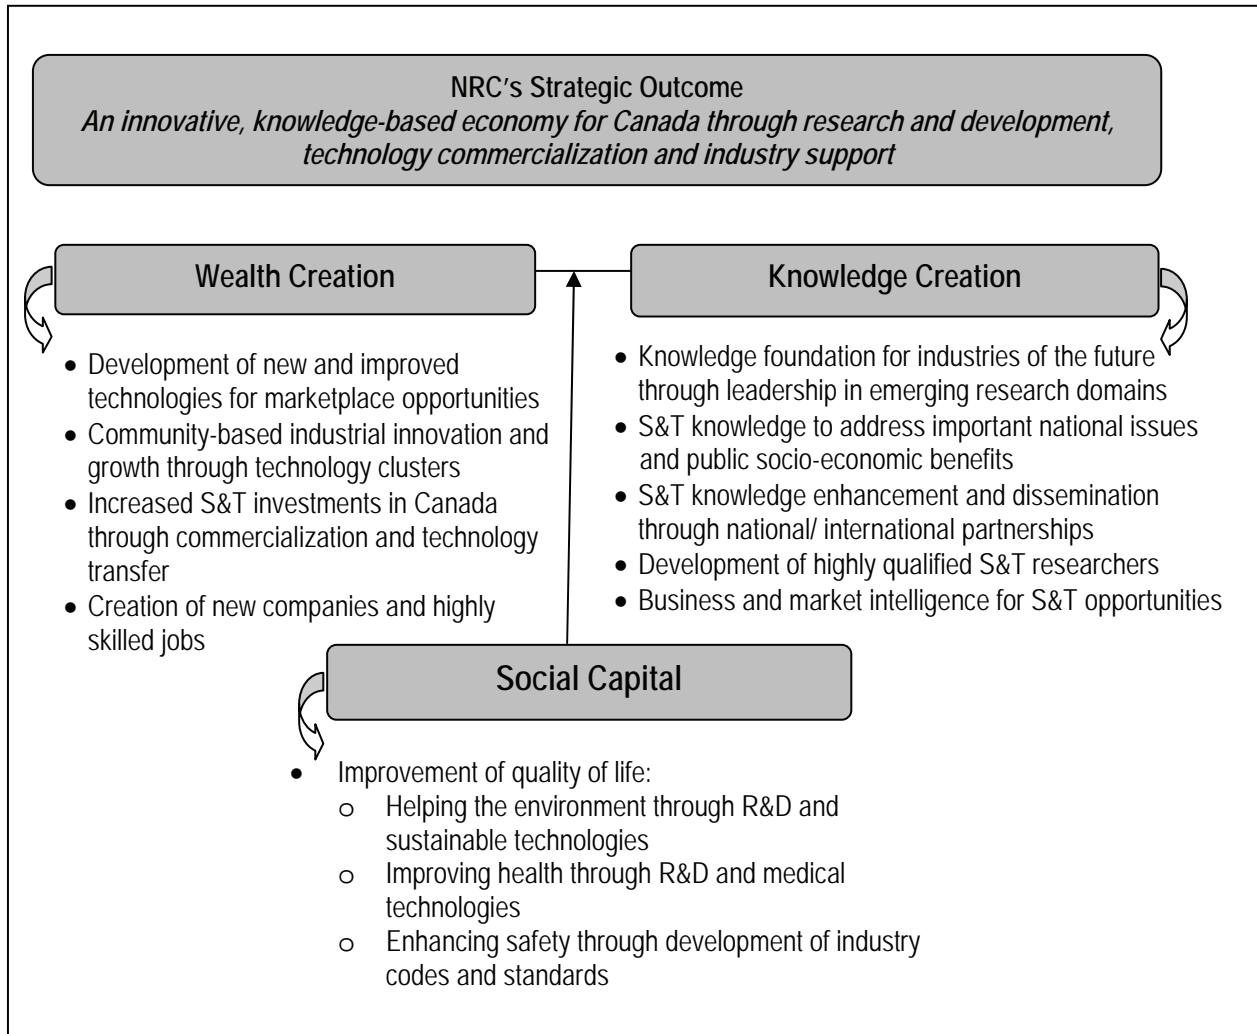 NRC's Strategic Outcome
An innovative, knowledge-based economy for Canada through research and development,
technology commercialization and industry support
Wealth Creation
• Development of new and improved
technologies for marketplace opportunities
• Community-based industrial innovation and
growth through technology clusters
• Increased S&T investments in Canada
through commercialization and technology
transfer
• Creation of new companies and highly
skilled jobs
Knowledge Creation
• Knowledge foundation for industries of the future
through leadership in emerging research domains
• S&T knowledge to address important national issues
and public socio-economic benefits
• S&T knowledge enhancement and dissemination
through national/ international partnerships
• Development of highly qualified S&T researchers
• Business and market intelligence for S&T opportunities
Social Capital
• Improvement of quality of life:
o Helping the environment through R&D and
sustainable technologies
o Improving health through R&D and medical
technologies
o Enhancing safety through development of industry
codes and standards